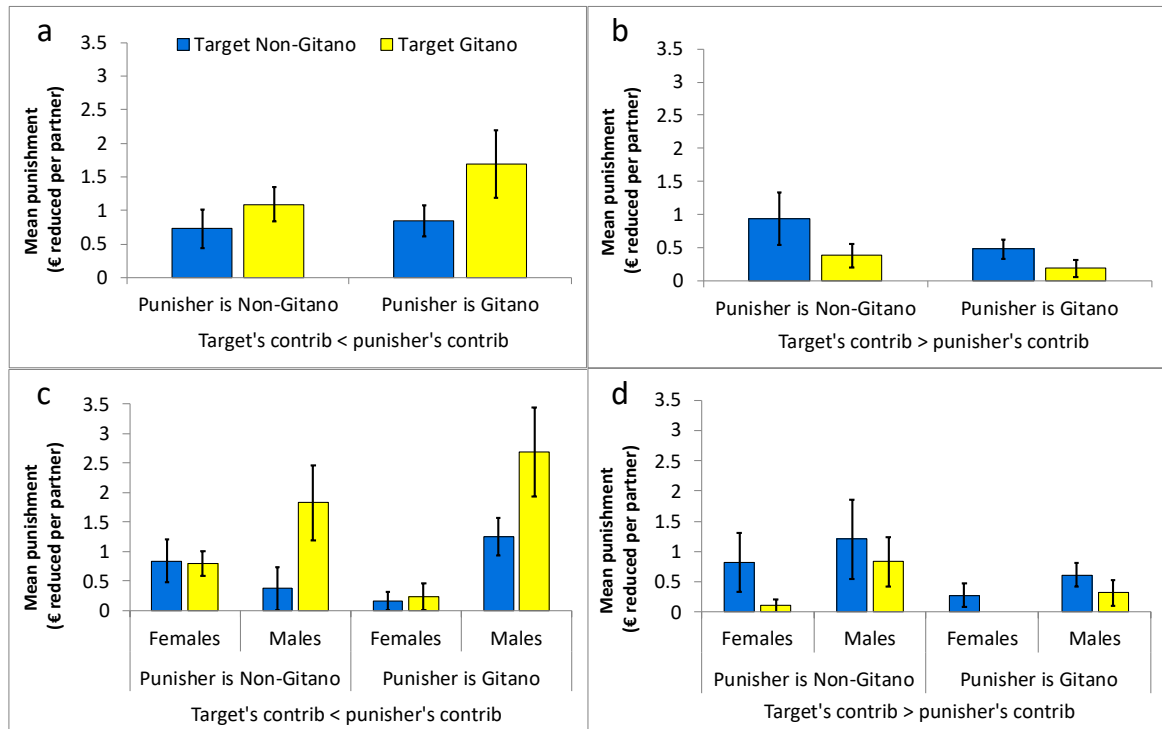 a
Target Non-Gitano Target Gitano
3.5
3
2.5
2
1.5
1
0.5
0
Mean punishment
(€ reduced per partner)
Punisher is Non-Gitano Punisher is Gitano
Target's contrib < punisher's contrib
b
3.5
3
2.5
2
1.5
1
0.5
0
Mean punishment
(€ reduced per partner)
Punisher is Non-Gitano Punisher is Gitano
Target's contrib > punisher's contrib
c
3.5
3
2.5
2
1.5
1
0.5
0
Mean punishment
(€ reduced per partner)
Females Males Females Males
Punisher is Non-Gitano Punisher is Gitano
Target's contrib < punisher's contrib
d
3.5
3
2.5
2
1.5
1
0.5
0
Mean punishment
(€ reduced per partner)
Females Males Females Males
Punisher is Non-Gitano Punisher is Gitano
Target's contrib > punisher's contrib